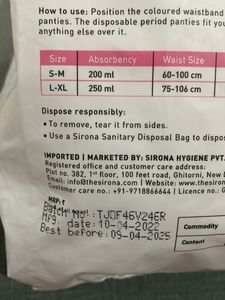 How to use: Position the coloured waistband
panties. The disposable period panties fit you
anything else over it.
Size Absorbency Waist Size
S-M 200 ml 60-100 cm
L-XL 250 ml 75-106 cm
Dispose responsibly:
• To remove, tear it from sides.
• Use a Sirona Sanitary Disposal Bag to dispo
IMPORTED | MARKETED BY: SIRONA HYGIENE PVT.
Registered office and customer care address:
Plot no. 382, 1st floor, 100 feet road, Ghitorni, New
Email: info@thesirona.com | Website: www.thesiron
Customer care no.: +91-9718866644 | Licence no.:
MRP:₹
Batch No:TJDF46V246R
Mfg date:10-04-2022
Best before:09-04-2025
Commodity
Content